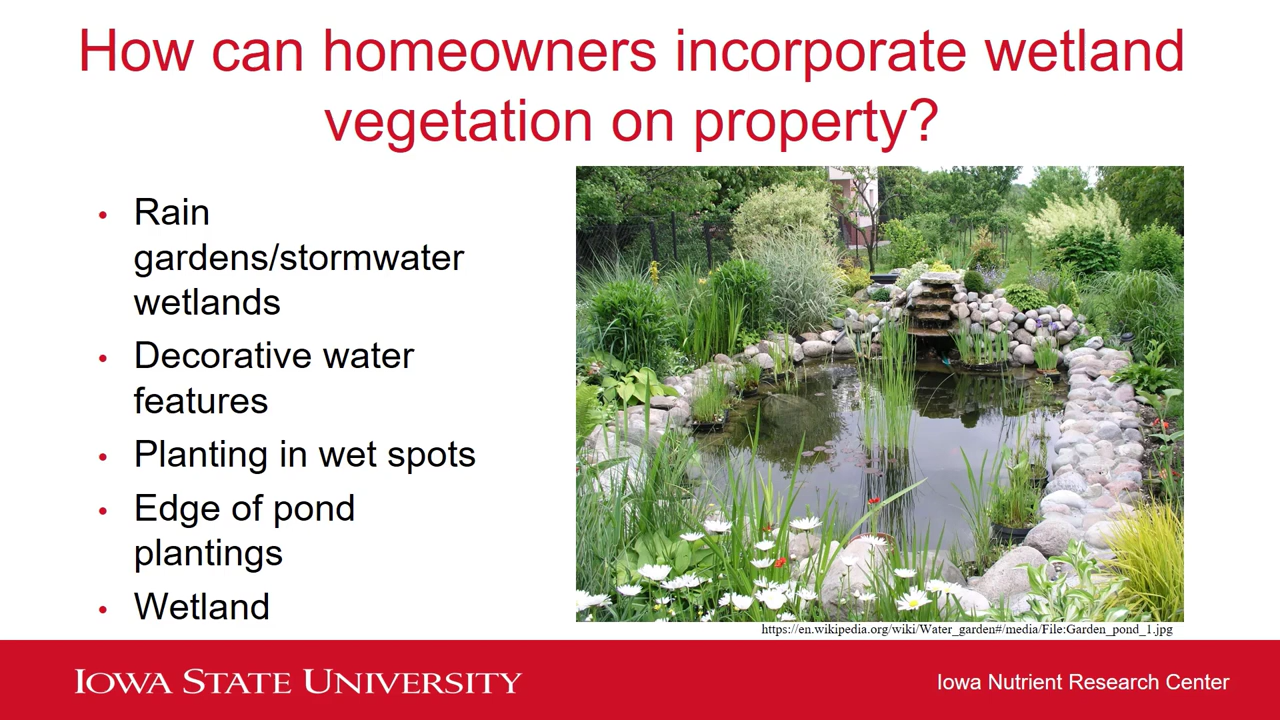 How can homeowners incorporate wetland
vegetation on property?
• Rain
gardens/stormwater
wetlands
• Decorative water
features
• Planting in wet spots
• Edge of pond
plantings
• Wetland
https://en.wikipedia.org/wiki/Water_garden#/media/File:Garden_pond_1.jpg
IOWA STATE UNIVERSITY
Iowa Nutrient Research Center